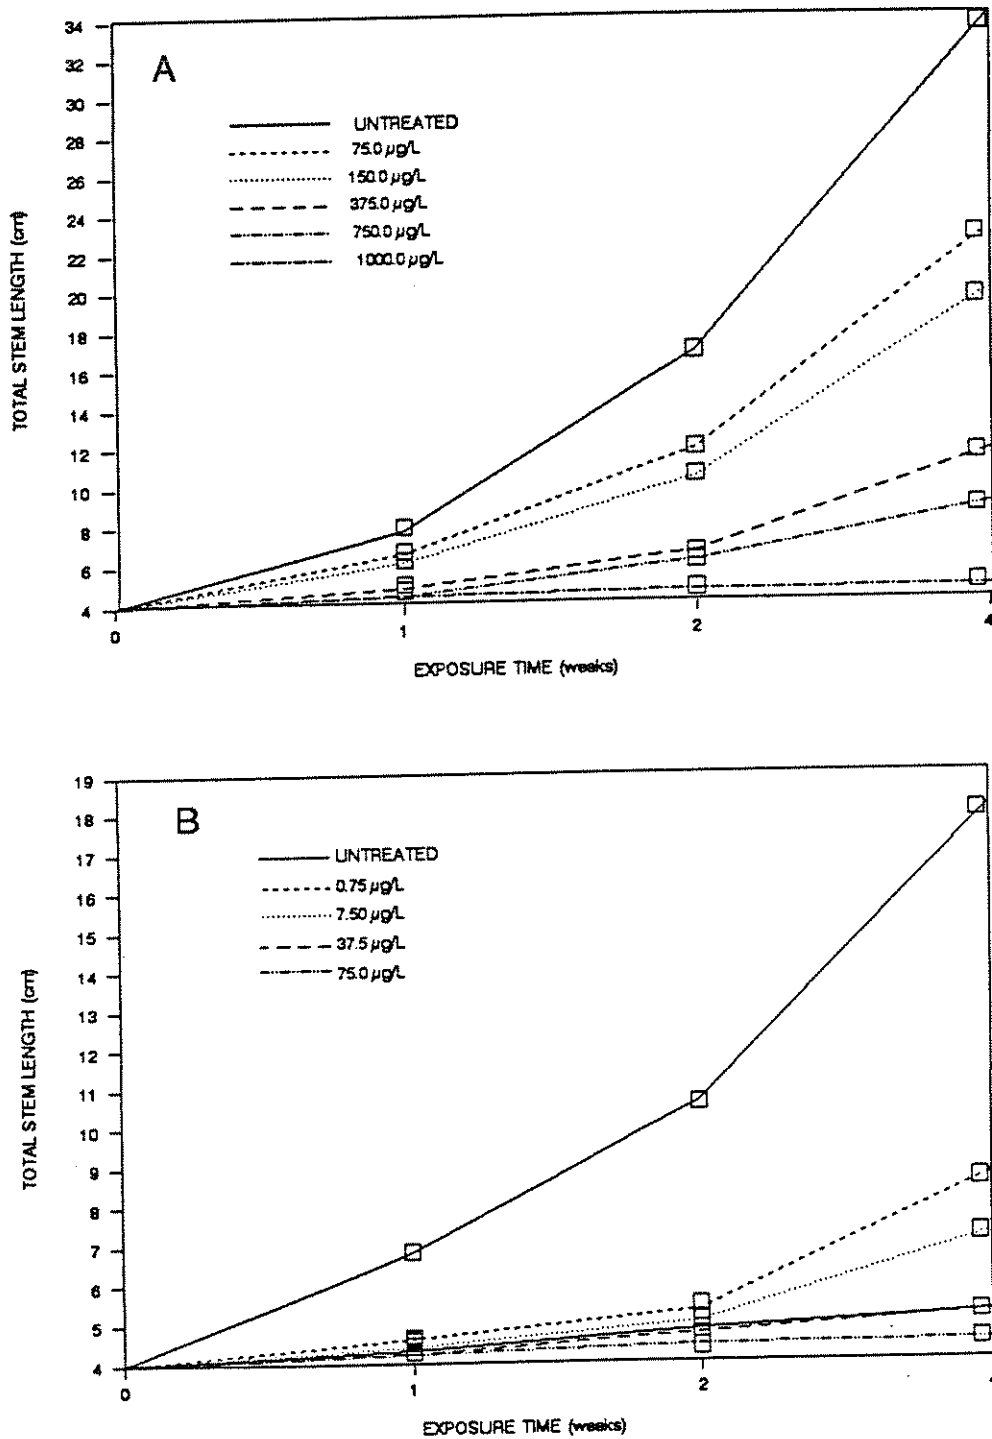 34
A
32
30
UNTREATED
28
75.0 µg/L
150.0 µg/L
26
375.0 µg/L
24
750.0 µg/L
1000.0 µg/L
22
20
18
16
14
12
10
8
6
4
TOTAL STEM LENGTH (cm)
0 1 2 4
EXPOSURE TIME (weeks)
19
18
B
17
UNTREATED
16
0.75 µg/L
7.50 µg/L
15
37.5 µg/L
14
75.0 µg/L
13
12
11
10
9
8
7
6
5
4
TOTAL STEM LENGTH (cm)
0 1 2
EXPOSURE TIME (weeks)